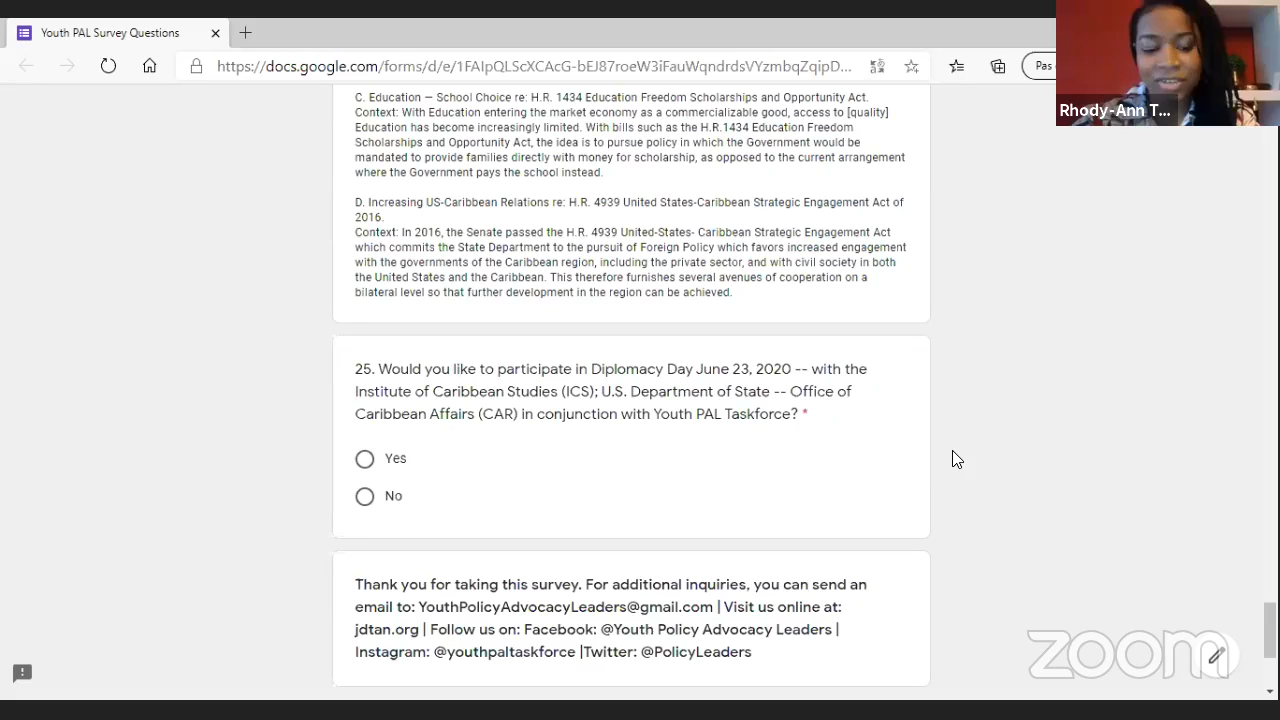 Youth PAL Survey Questions
https://docs.google.com/forms/d/e/1FAIpQLScXCAcG-bEJ87roeW3iFauWqndrdsVYzmbqZqipD...
Pas
Rhody-Ann T...
C. Education — School Choice re: H.R. 1434 Education Freedom Scholarships and Opportunity Act.
Context: With Education entering the market economy as a commercializable good, access to [quality]
Education has become increasingly limited. With bills such as the H.R.1434 Education Freedom
Scholarships and Opportunity Act, the idea is to pursue policy in which the Government would be
mandated to provide families directly with money for scholarship, as opposed to the current arrangement
where the Government pays the school instead.
D. Increasing US-Caribbean Relations re: H.R. 4939 United States-Caribbean Strategic Engagement Act of
2016.
Context: In 2016, the Senate passed the H.R. 4939 United-States- Caribbean Strategic Engagement Act
which commits the State Department to the pursuit of Foreign Policy which favors increased engagement
with the governments of the Caribbean region, including the private sector, and with civil society in both
the United States and the Caribbean. This therefore furnishes several avenues of cooperation on a
bilateral level so that further development in the region can be achieved.
25. Would you like to participate in Diplomacy Day June 23, 2020 -- with the
Institute of Caribbean Studies (ICS); U.S. Department of State -- Office of
Caribbean Affairs (CAR) in conjunction with Youth PAL Taskforce? *
Yes
No
Thank you for taking this survey. For additional inquiries, you can send an
email to: YouthPolicyAdvocacyLeaders@gmail.com | Visit us online at:
jdtan.org | Follow us on: Facebook: @Youth Policy Advocacy Leaders |
Instagram: @youthpaltaskforce |Twitter: @PolicyLeaders
zoom